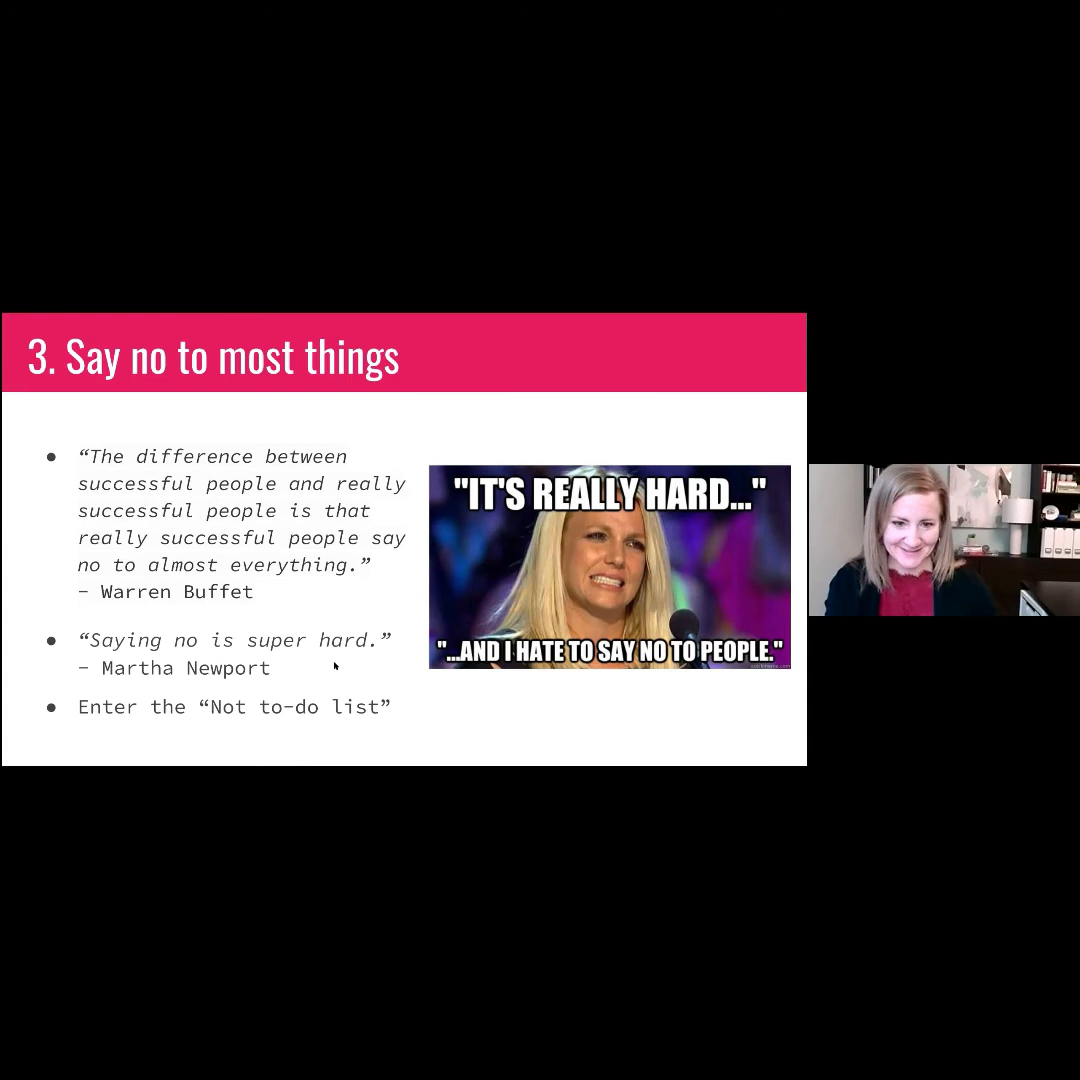 3. Say no to most things
● “The difference between
successful people and really
successful people is that
really successful people say
no to almost everything.”
– Warren Buffet
● “Saying no is super hard.”
– Martha Newport
● Enter the “Not to-do list”
"IT'S REALLY HARD..."
"...AND I HATE TO SAY NO TO PEOPLE."